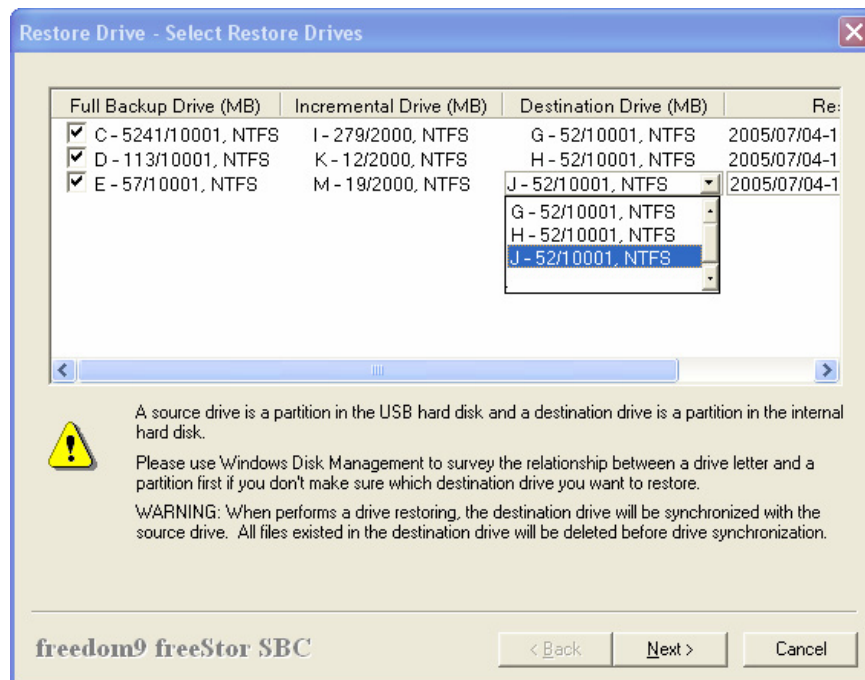 Restore Drive - Select Restore Drives
Full Backup Drive (MB) Incremental Drive (MB) Destination Drive (MB) Re
C - 5241/10001, NTFS I - 279/2000, NTFS G - 52/10001, NTFS 2005/07/04-1
D - 113/10001, NTFS K - 12/2000, NTFS H - 52/10001, NTFS 2005/07/04-1
E - 57/10001, NTFS M - 19/2000, NTFS J - 52/10001, NTFS 2005/07/04-1
G - 52/10001, NTFS
H - 52/10001, NTFS
J - 52/10001, NTFS
A source drive is a partition in the USB hard disk and a destination drive is a partition in the internal
hard disk.
Please use Windows Disk Management to survey the relationship between a drive letter and a
partition first if you don't make sure which destination drive you want to restore.
WARNING: When performs a drive restoring, the destination drive will be synchronized with the
source drive. All files existed in the destination drive will be deleted before drive synchronization.
freedom9 freeStor SBC < Back Next > Cancel